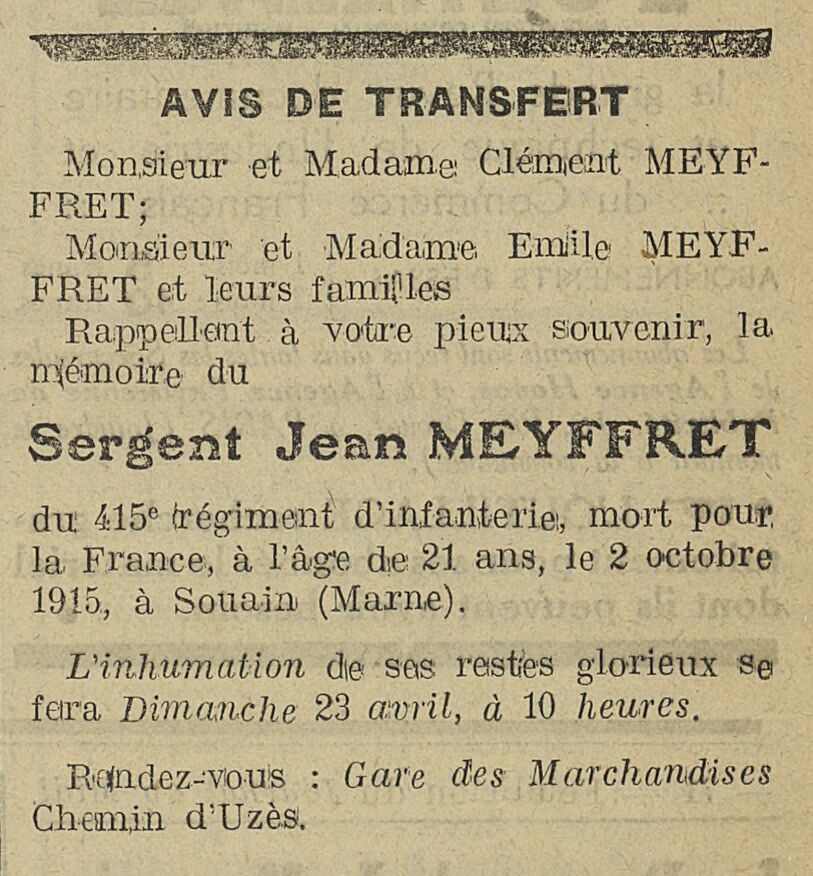 AVIS DE TRANSFERT
Monsieur et Madame Clément MEYF-
FRET;
Monsieur et Madame Emile MEYF-
FRET et leurs familles
Rappellent à votre pieux souvenir, la
mémoire du
Sergent Jean MEYFFRET
du 415e régiment d'infanterie, mort pour
la France, à l'âge de 21 ans, le 2 octobre
1915, à Souain (Marne).
L'inhumation de ses restes glorieux se
fera Dimanche 23 avril, à 10 heures.
Rendez-vous : Gare des Marchandises
Chemin d'Uzès.